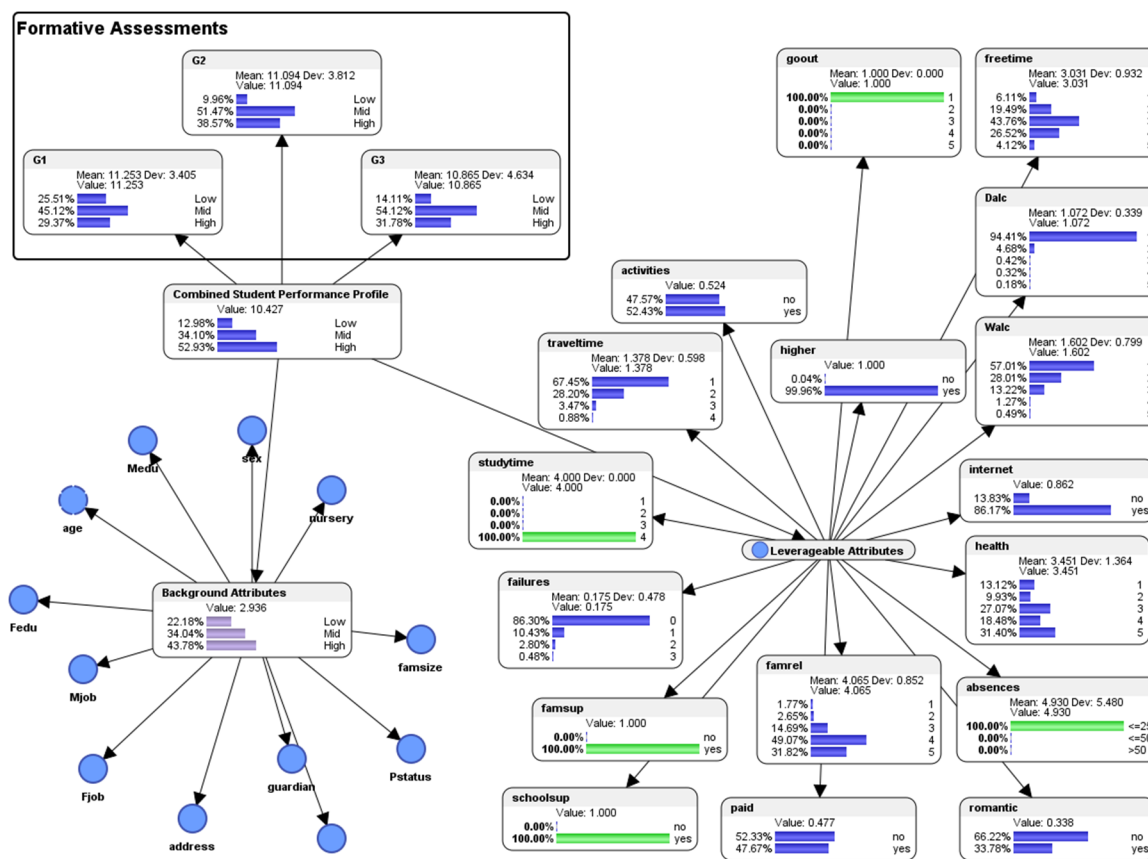 Formative Assessments
G2
Mean: 11.094 Dev: 3.812
Value: 11.094
9.96% Low
51.47% Mid
38.57% High
G1
Mean: 11.253 Dev: 3.405
Value: 11.253
25.51% Low
45.12% Mid
29.37% High
G3
Mean: 10.865 Dev: 4.634
Value: 10.865
14.11% Low
54.12% Mid
31.78% High
Combined Student Performance Profile
Value: 10.427
12.98% Low
34.10% Mid
52.93% High
Medu
sex
age
nursery
Fedu
Background Attributes
Value: 2.936
22.18% Low
34.04% Mid
43.78% High
famsize
Mjob
Fjob
guardian
Pstatus
address
goout
Mean: 1.000 Dev: 0.000
Value: 1.000
100.00% 1
0.00% 2
0.00% 3
0.00% 4
0.00% 5
freetime
Mean: 3.031 Dev: 0.932
Value: 3.031
6.11%
19.49%
43.76%
26.52%
4.12%
Dalc
Mean: 1.072 Dev: 0.339
Value: 1.072
94.41%
4.68%
0.42%
0.32%
0.18%
activities
Value: 0.524
47.57% no
52.43% yes
Walc
Mean: 1.602 Dev: 0.799
Value: 1.602
57.01%
28.01%
13.22%
1.27%
0.49%
traveltime
Mean: 1.378 Dev: 0.598
Value: 1.378
67.45% 1
28.20% 2
3.47% 3
0.88% 4
higher
Value: 1.000
0.04% no
99.96% yes
studytime
Mean: 4.000 Dev: 0.000
Value: 4.000
0.00% 1
0.00% 2
0.00% 3
100.00% 4
internet
Value: 0.862
13.83% no
86.17% yes
Leverageable Attributes
health
Mean: 3.451 Dev: 1.364
Value: 3.451
13.12% 1
9.93% 2
27.07% 3
18.48% 4
31.40% 5
failures
Mean: 0.175 Dev: 0.478
Value: 0.175
86.30% 0
10.43% 1
2.80% 2
0.48% 3
famrel
Mean: 4.065 Dev: 0.852
Value: 4.065
1.77% 1
2.65% 2
14.69% 3
49.07% 4
31.82% 5
absences
Mean: 4.930 Dev: 5.480
Value: 4.930
100.00% <=25
0.00% <=50
0.00% >50
famsup
Value: 1.000
0.00% no
100.00% yes
schoolsup
Value: 1.000
0.00% no
100.00% yes
paid
Value: 0.477
52.33% no
47.67% yes
romantic
Value: 0.338
66.22% no
33.78% yes